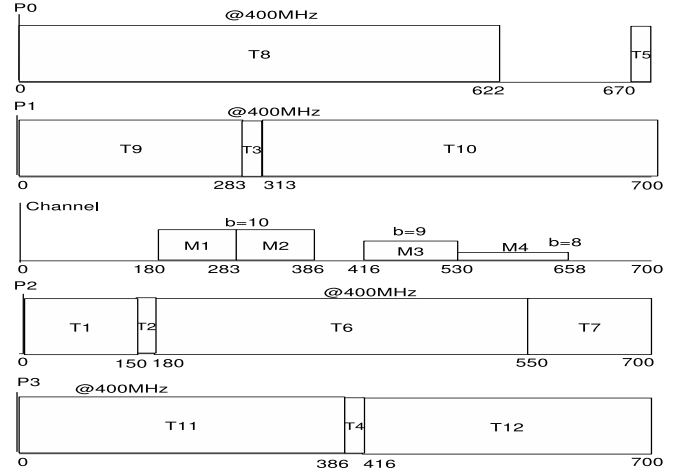 P0
@400MHz
T8 T5
0 622 670
P1
@400MHz
T9 T3 T10
0 283 313 700
Channel
b=10 b=9 b=8
M1 M2 M3 M4
0 180 283 386 416 530 658 700
P2
@400MHz
T1 T2 T6 T7
0 150 180 550 700
P3
@400MHz
T11 T4 T12
0 386 416 700